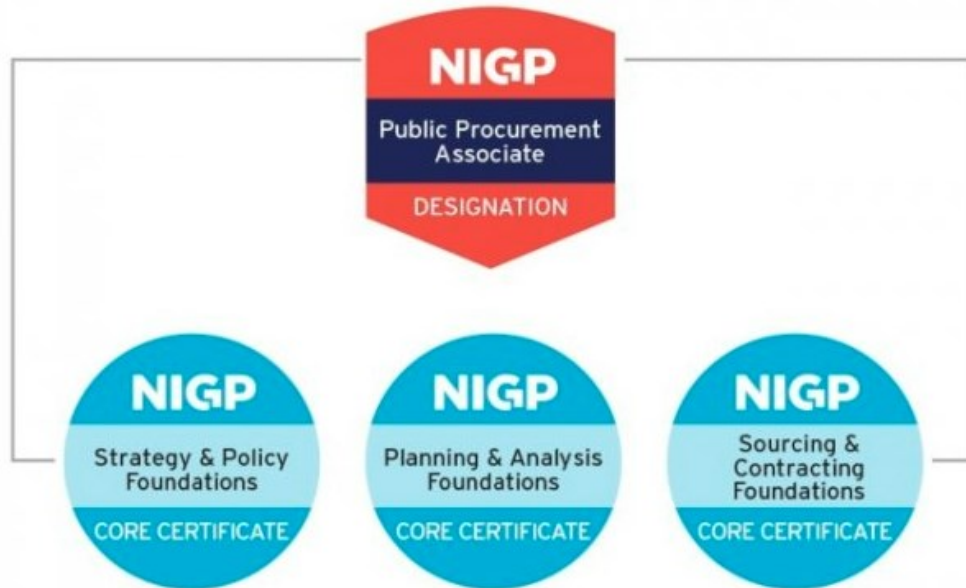 NIGP
Public Procurement
Associate
DESIGNATION
NIGP
Strategy & Policy
Foundations
CORE CERTIFICATE
NIGP
Planning & Analysis
Foundations
CORE CERTIFICATE
NIGP
Sourcing &
Contracting
Foundations
CORE CERTIFICATE